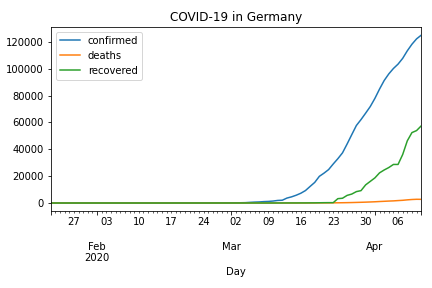 COVID-19 in Germany
confirmed
deaths
recovered
120000
100000
80000
60000
40000
20000
0
27 03 10 17 24 02 09 16 23 30 06
Feb Mar Apr
2020
Day